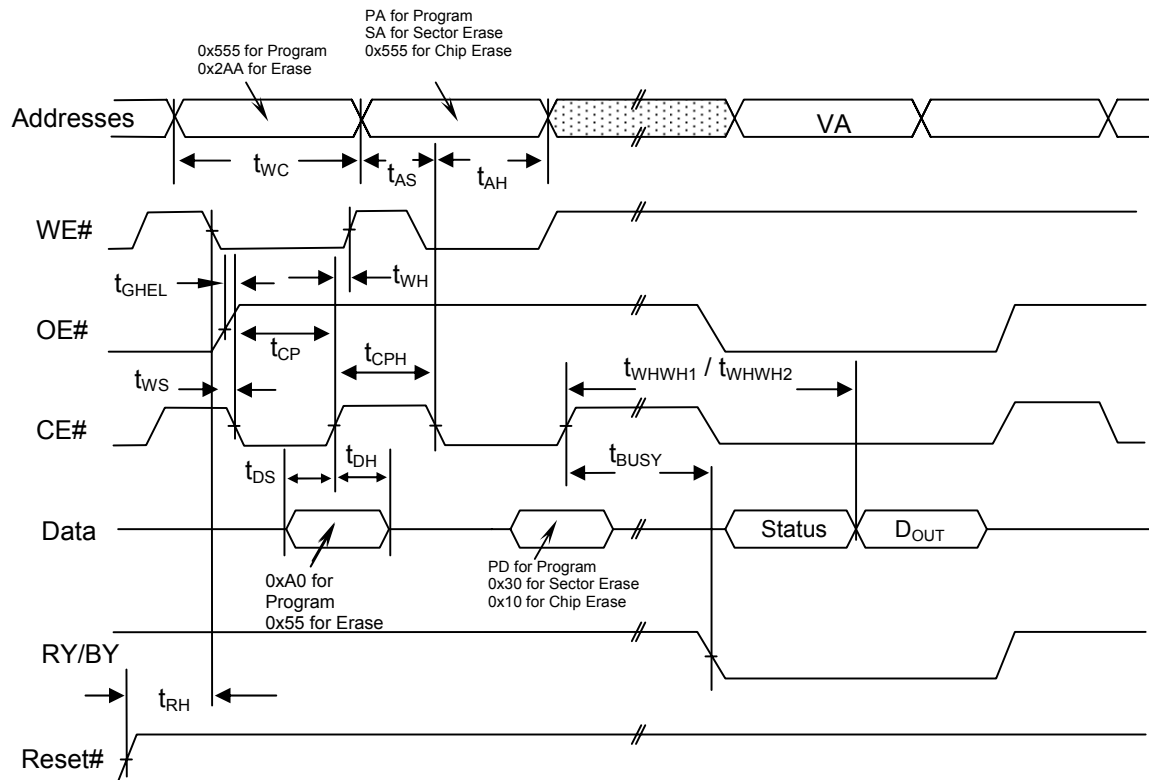 PA for Program
SA for Sector Erase
0x555 for Chip Erase
0x555 for Program
0x2AA for Erase
Addresses
VA
tWC
tAS
tAH
WE#
tGHEL
tWH
OE#
tCP
tCPH
tWS
tWHWH1 / tWHWH2
CE#
tDS
tDH
tBUSY
Data
Status
DOUT
0xA0 for
Program
0x55 for Erase
PD for Program
0x30 for Sector Erase
0x10 for Chip Erase
RY/BY
tRH
Reset#